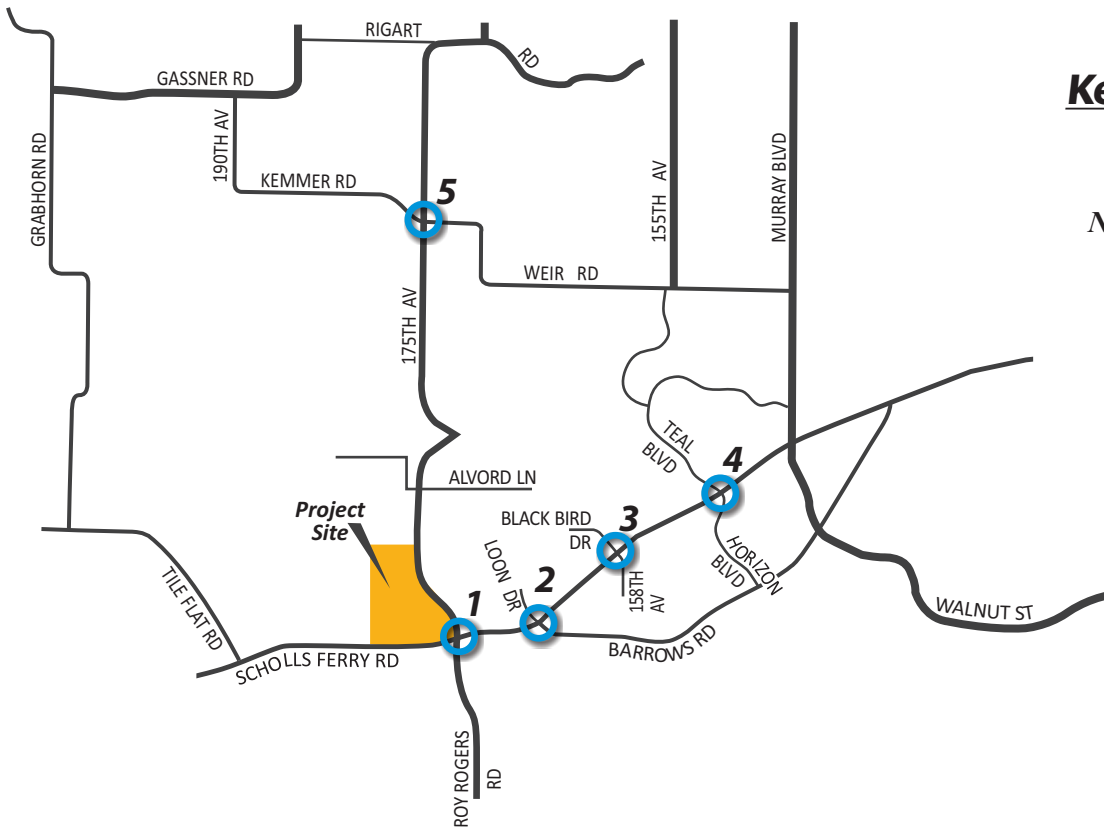 RIGART
RD
GASSNER RD
Ke
190TH AV
GRABHORN RD
KEMMER RD
5
155TH AV
MURRAY BLVD
N
WEIR RD
175TH AV
TEAL
BLVD
4
ALVORD LN
Project
Site
BLACK BIRD
DR
3
LOON DR
2
HORIZON
BLVD
158TH
AV
1
TILE FLAT RD
SCHOLLS FERRY RD
BARROWS RD
WALNUT ST
ROY ROGERS
RD